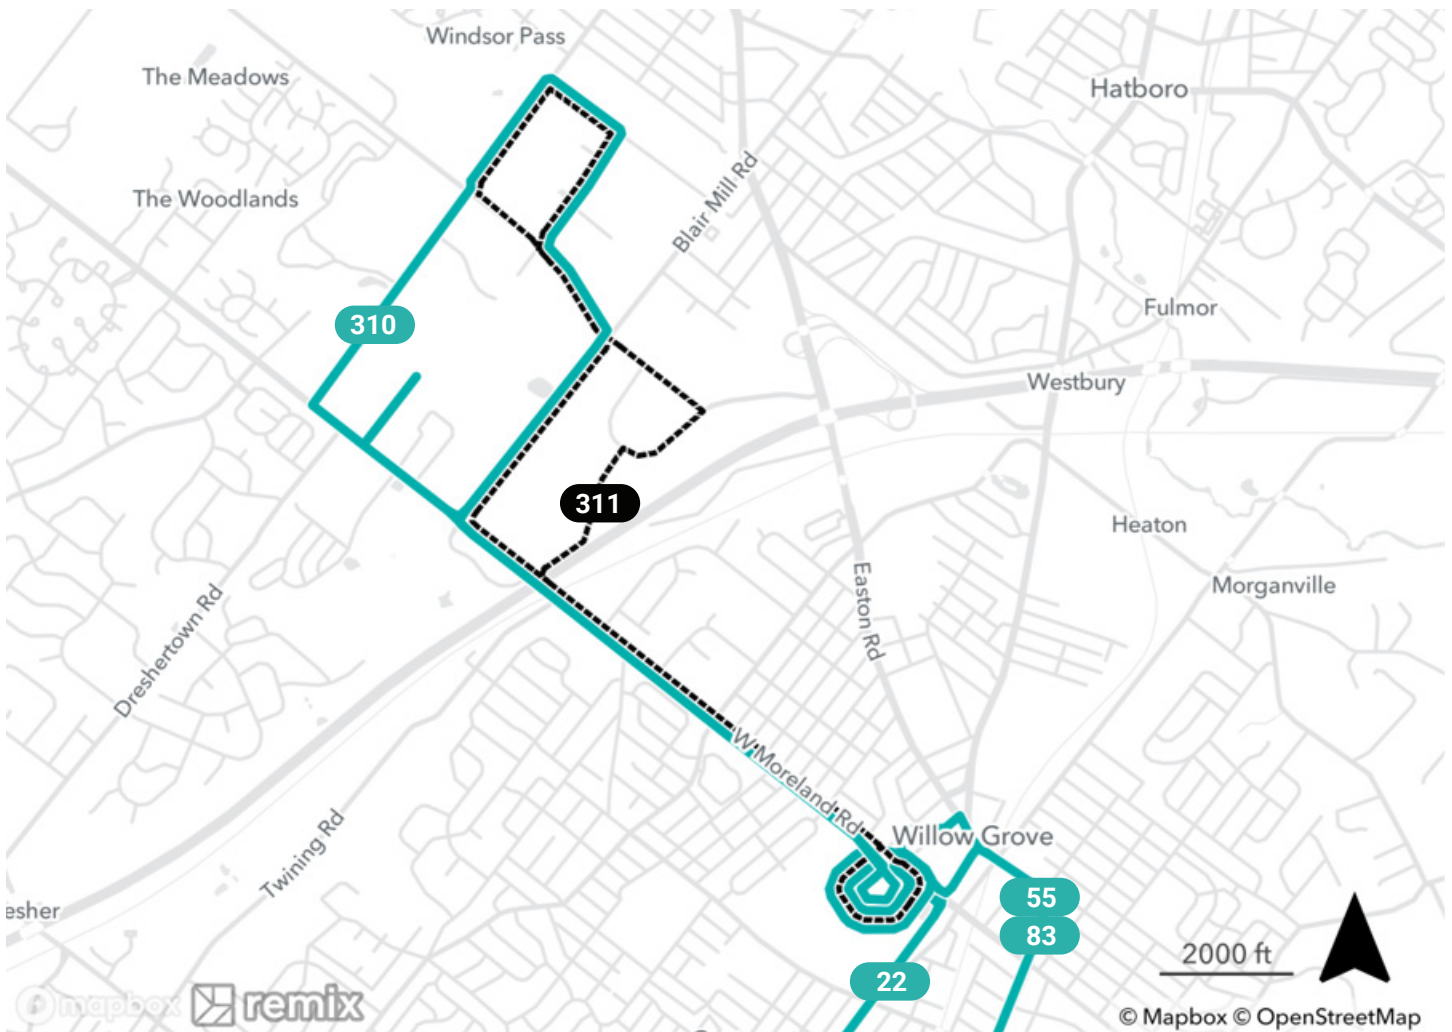 Windsor Pass
The Meadows
Hatboro
The Woodlands
Blair Mill Rd
Fulmor
310
Westbury
311
Heaton
Easton Rd
Morganville
Dreshertown Rd
W Moreland Rd
Willow Grove
Twining Rd
55
esher
83
2000 ft
22
mapbox
remix
© Mapbox © OpenStreetMap